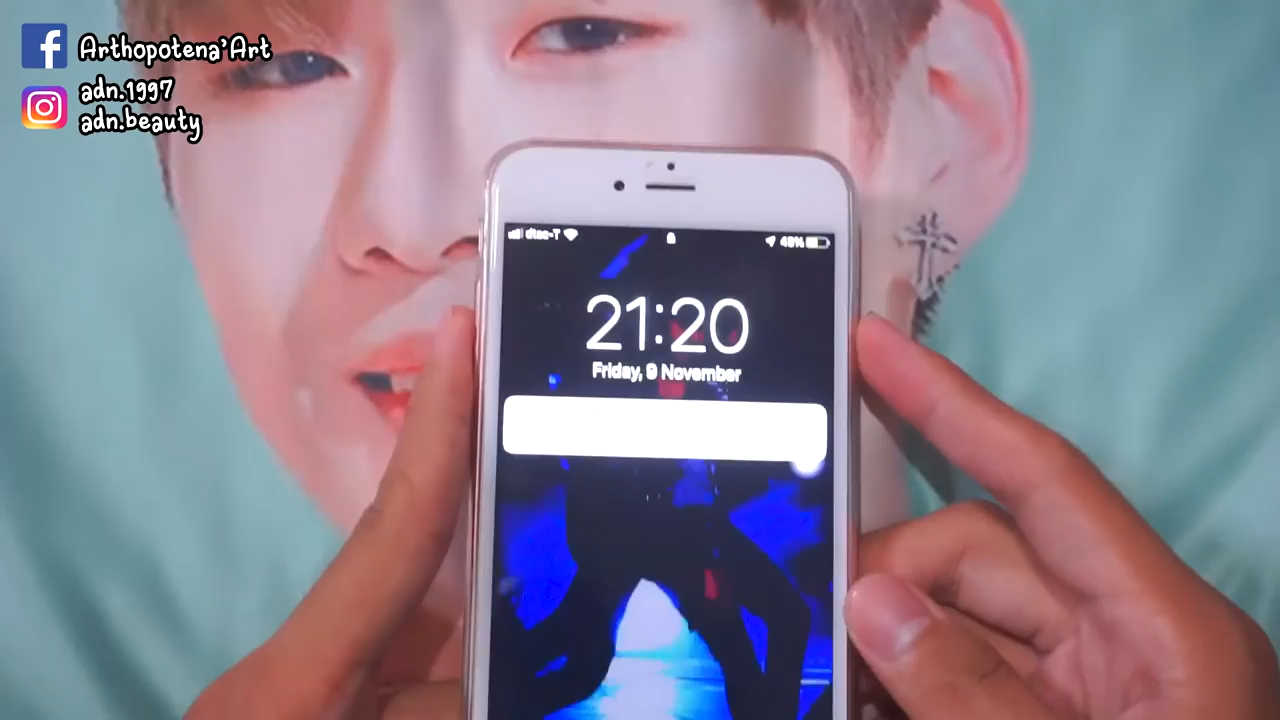 Arthopotena'Art
adn.1997
adn.beauty
dtac-T
48%
21:20
Friday, 9 November